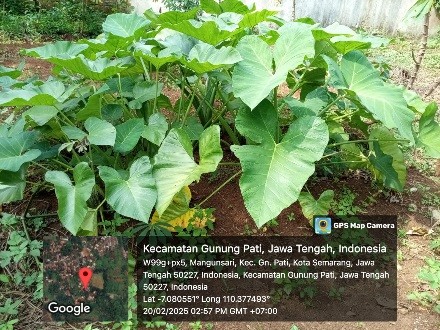 GPS Map Camera
Kecamatan Gunung Pati, Jawa Tengah, Indonesia
W99g+px5, Mangunsari, Kec. Gn. Pati, Kota Semarang, Jawa
Tengah 50227, Indonesia, Kecamatan Gunung Pati, Jawa Tengah
50227, Indonesia
Lat -7.080551° Long 110.377493°
20/02/2025 02:57 PM GMT +07:00
Google